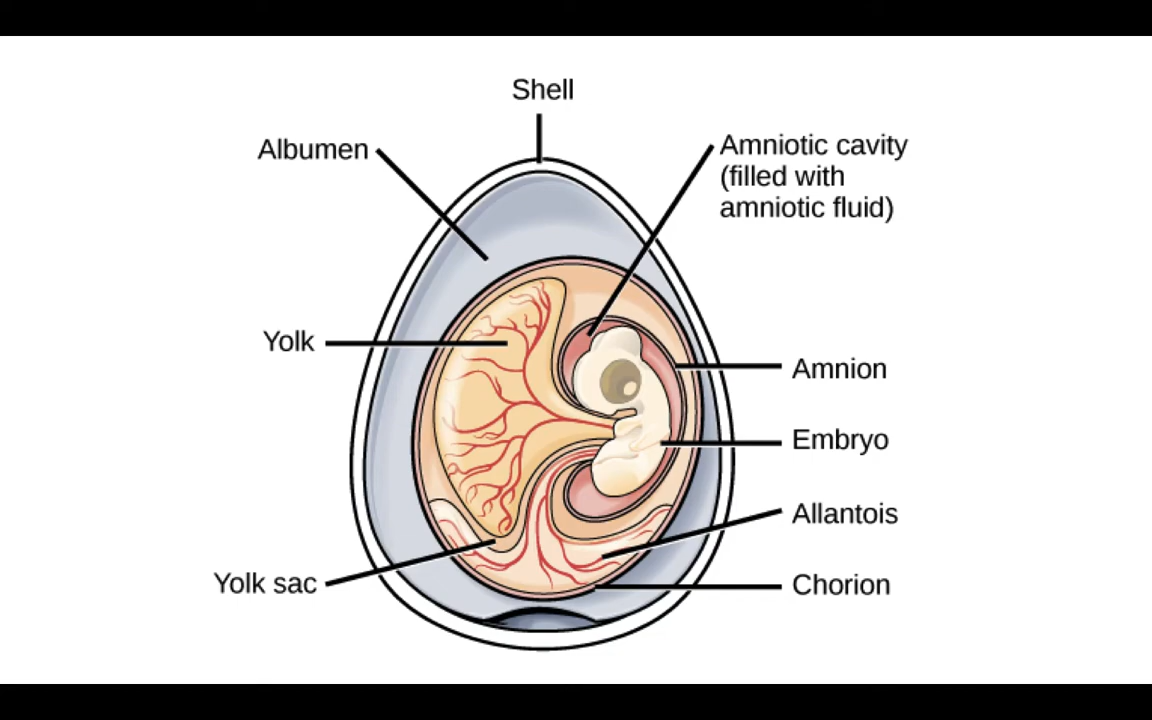 Shell
Albumen
Amniotic cavity
(filled with
amniotic fluid)
Yolk
Amnion
Embryo
Allantois
Yolk sac
Chorion